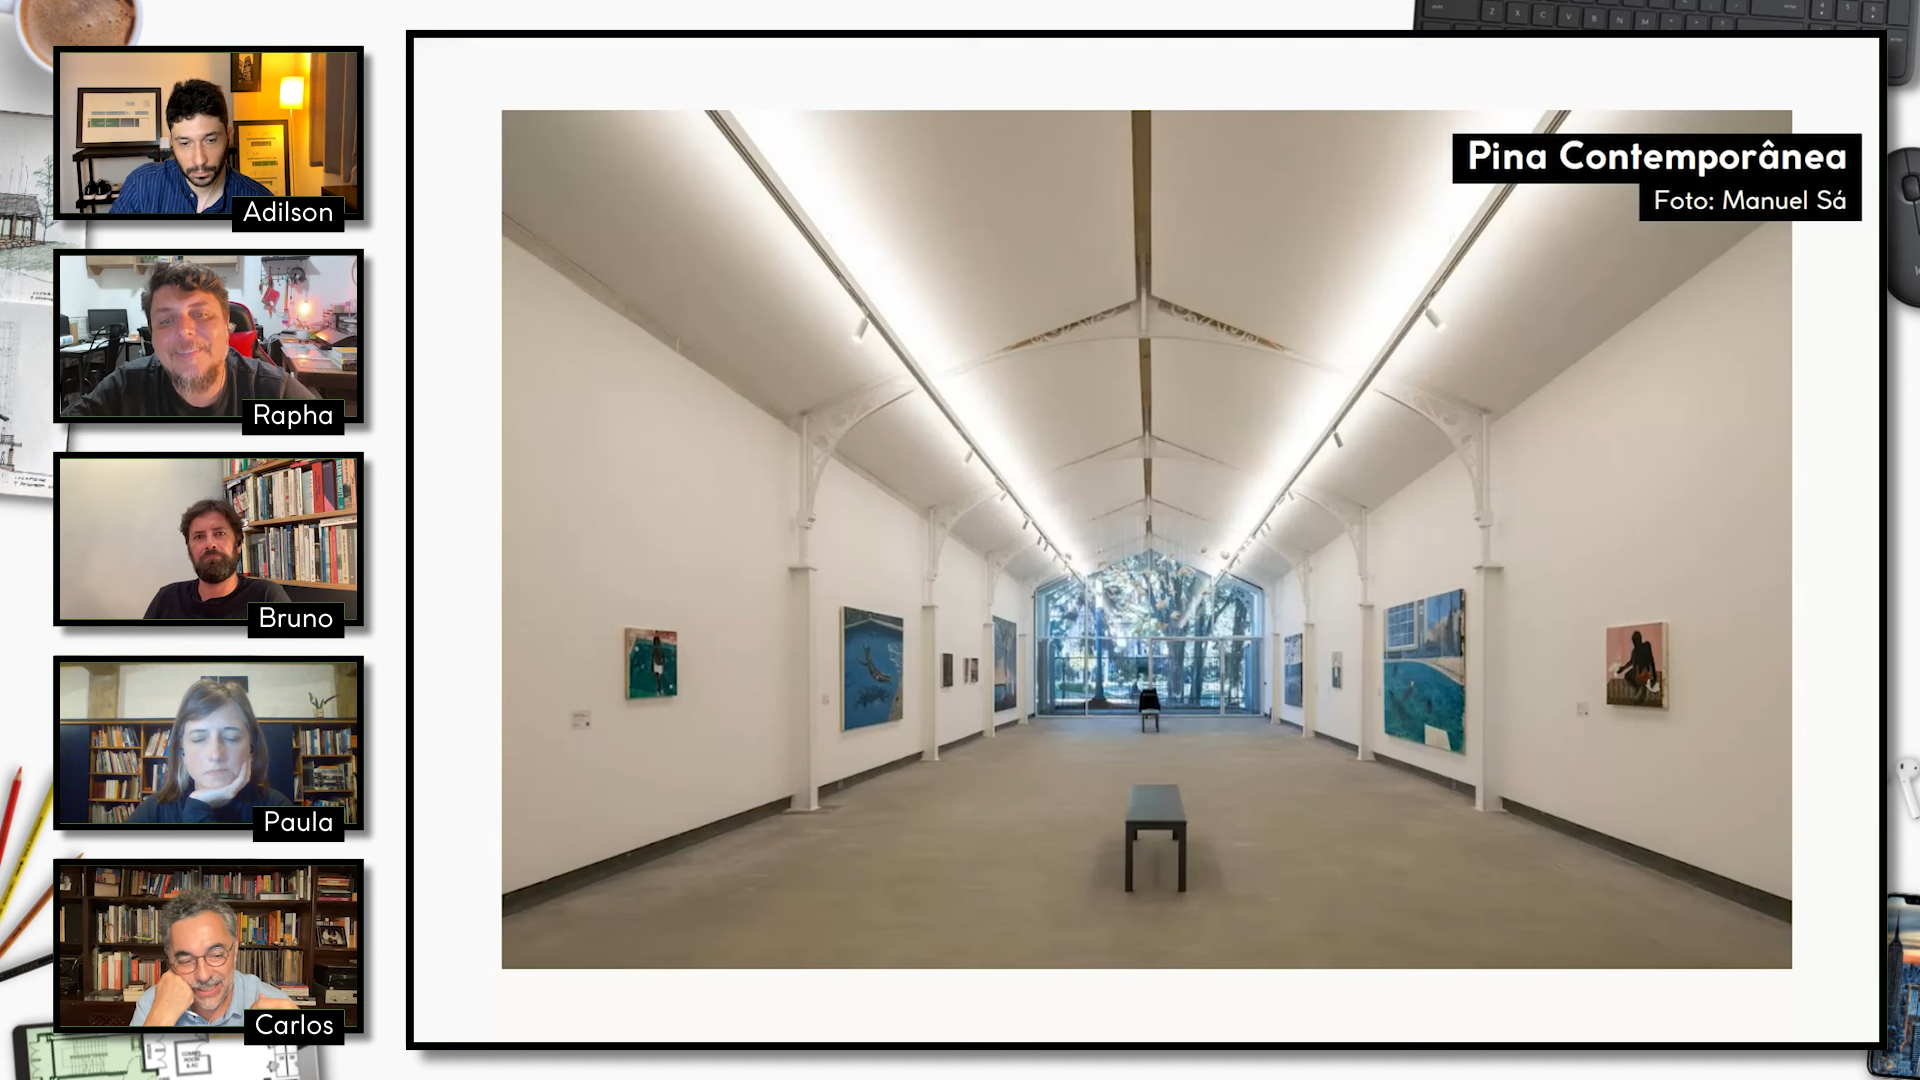 Adilson
Rapha
Bruno
Paula
Carlos
Pina Contemporânea
Foto: Manuel Sá